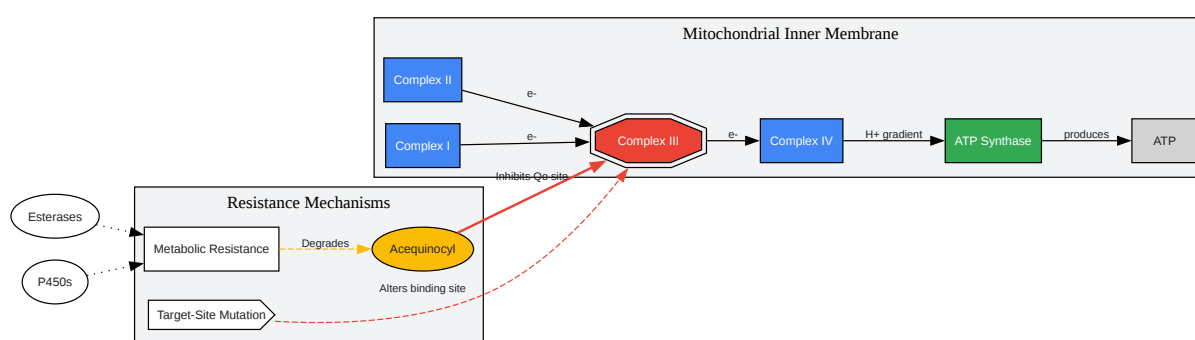 Mitochondrial Inner Membrane
Complex II
e-
Complex I
e-
Complex III
e-
Complex IV
H+ gradient
ATP Synthase
produces
ATP
Inhibits Qo site
Resistance Mechanisms
Esterases
P450s
Metabolic Resistance
Degrades
Acequinocyl
Alters binding site
Target-Site Mutation